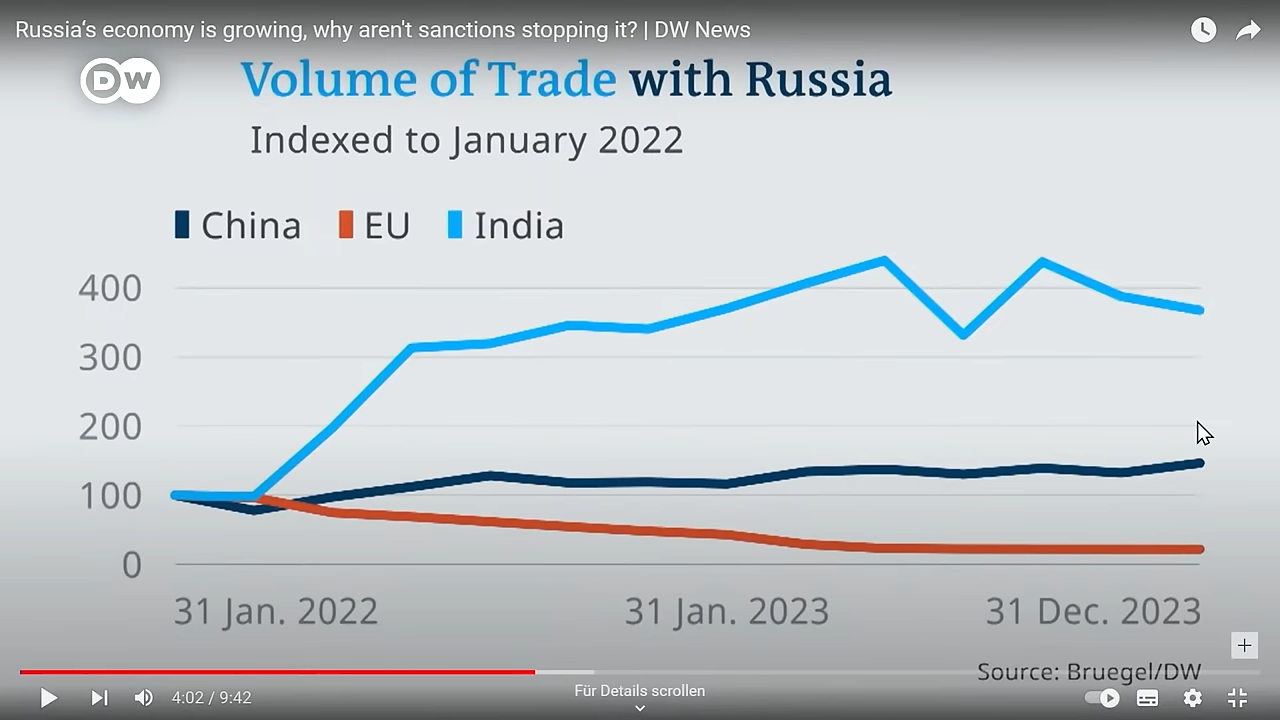 Russia‘s economy is growing, why aren't sanctions stopping it? | DW News
DW
Volume of Trade with Russia
Indexed to January 2022
China EU India
400
300
200
100
0
31 Jan. 2022 31 Jan. 2023 31 Dec. 2023
Source: Bruegel/DW
4:02 / 9:42
Für Details scrollen